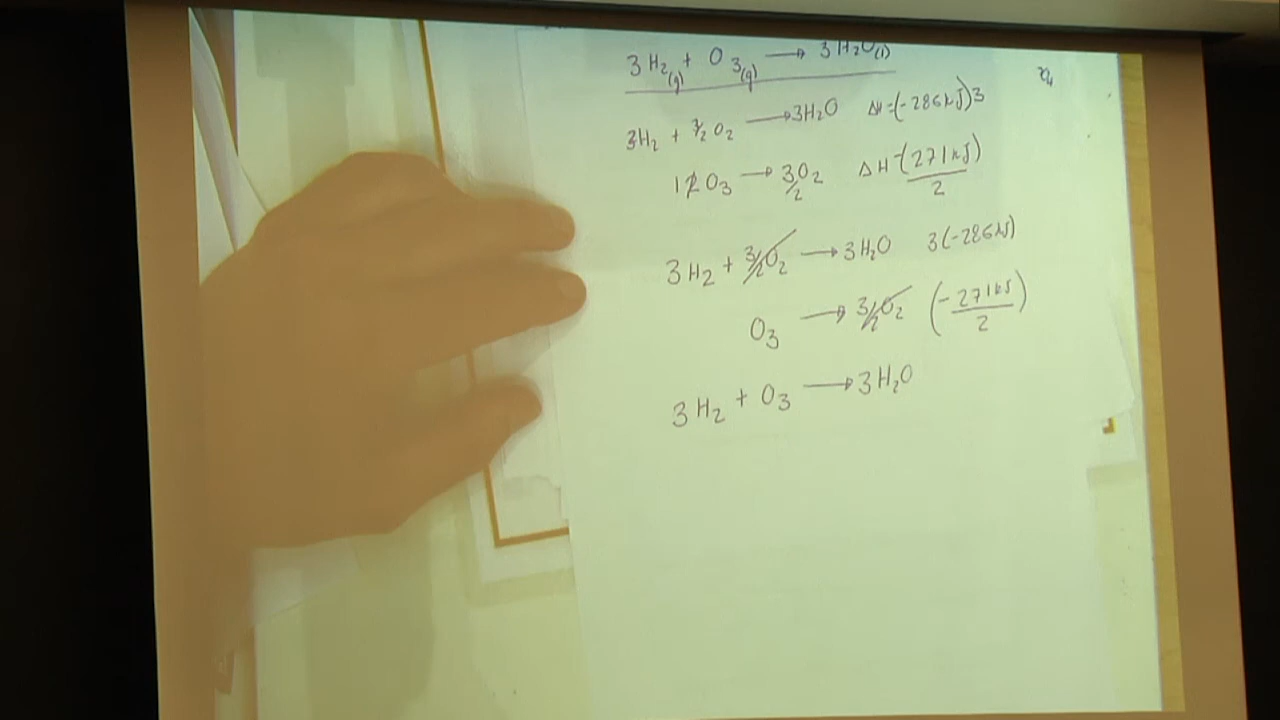 3 H₂(g) + O₃(g) → 3 H₂O(l)
3H₂ + 3/2 O₂ → 3H₂O ΔH=(-286kJ)3
12 O₃ → 3/2 O₂ ΔH=(271kJ)/2
3 H₂ + 3/2 O₂ → 3 H₂O 3(-286kJ)
O₃ → 3/2 O₂ (-271kJ/2)
3 H₂ + O₃ → 3 H₂O